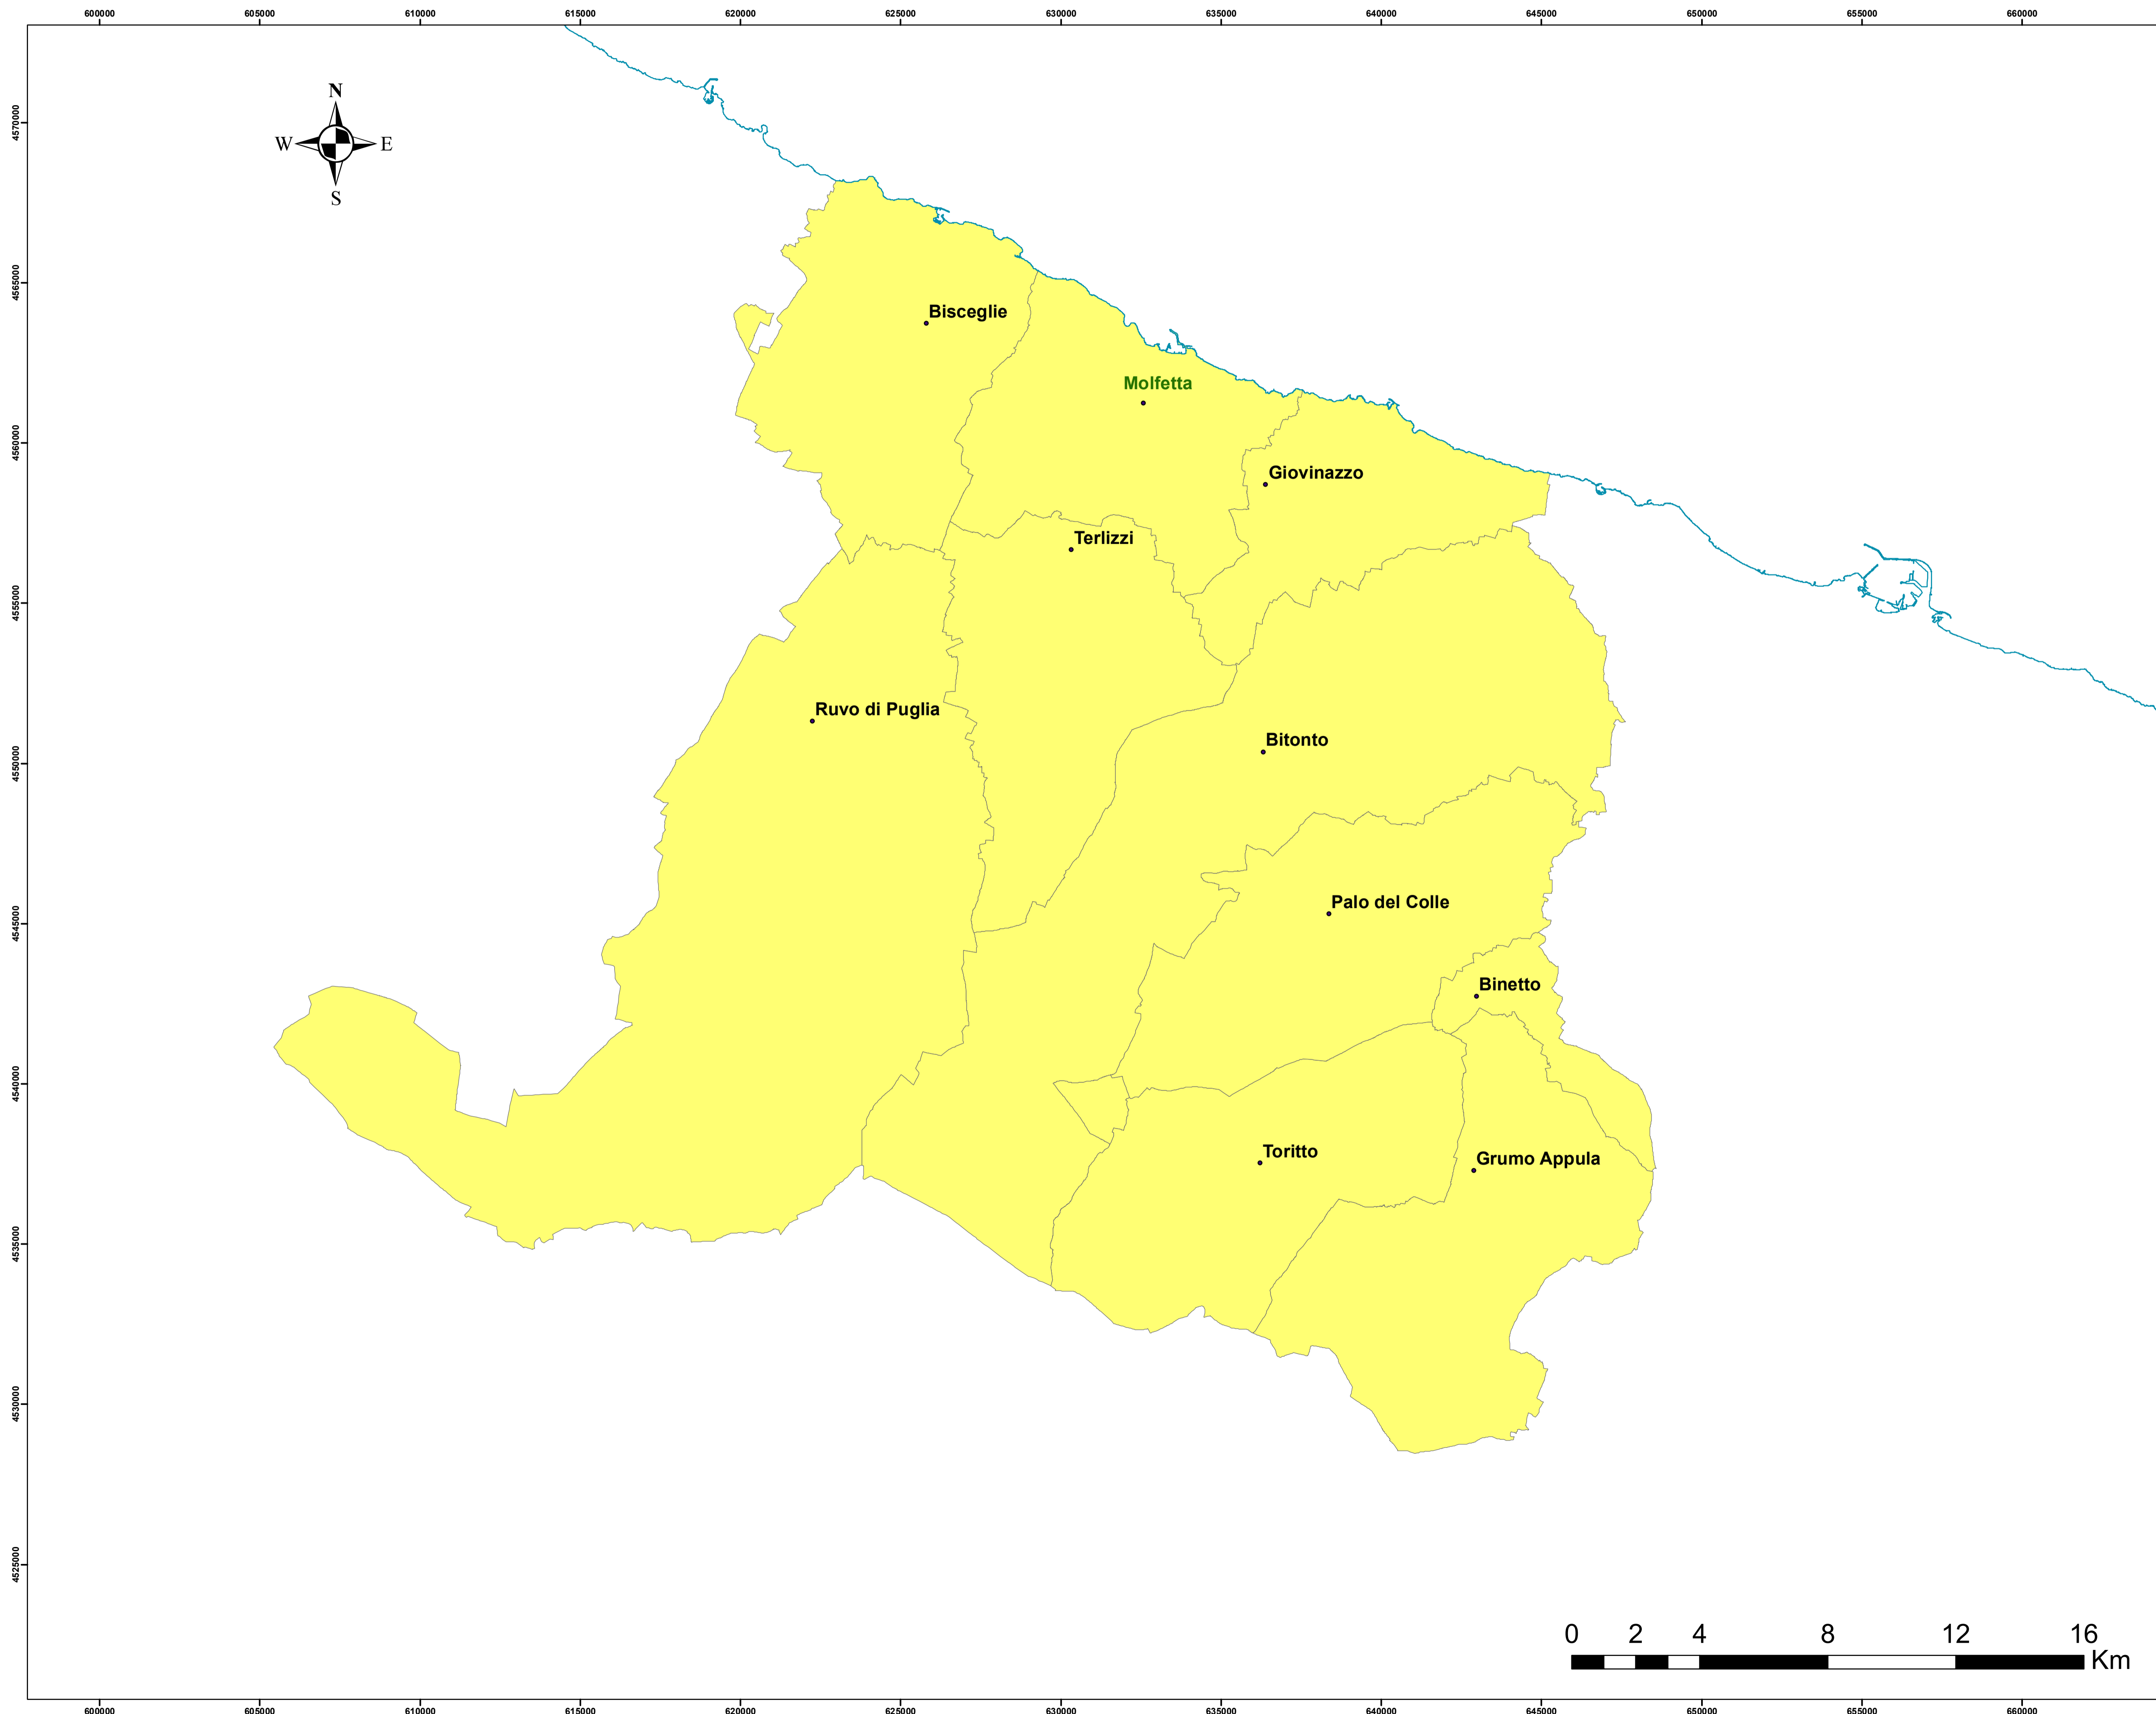 600000 605000 610000 615000 620000 625000 630000 635000 640000 645000 650000 655000 660000
N
W E
S
4570000
4565000
4560000
4555000
4550000
4545000
4540000
4535000
4530000
4525000
Bisceglie
Molfetta
Giovinazzo
Terlizzi
Ruvo di Puglia
Bitonto
Palo del Colle
Binetto
Toritto
Grumo Appula
0 2 4 8 12 16
Km
600000 605000 610000 615000 620000 625000 630000 635000 640000 645000 650000 655000 660000